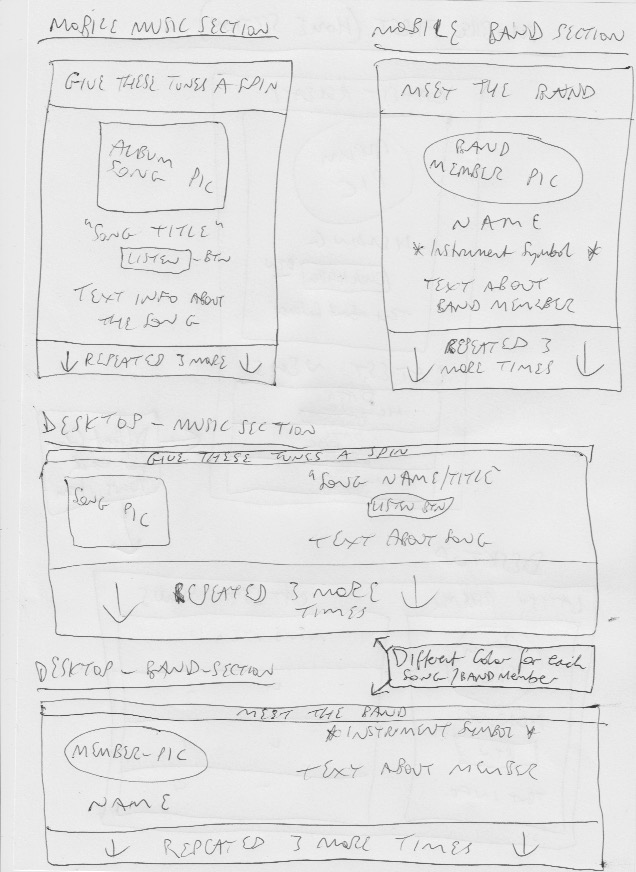 MOBILE MUSIC SECTION
GIVE THESE TUNES A SPIN
ALBUM
SONG PIC
"SONG TITLE"
LISTEN - BTN
TEXT INFO ABOUT
THE SONG
↓ REPEATED 3 MORE ↓
MOBILE BAND SECTION
MEET THE BAND
BAND
MEMBER PIC
NAME
* Instrument Symbol *
TEXT ABOUT
BAND MEMBER
REPEATED 3
↓ MORE TIMES ↓
DESKTOP - MUSIC SECTION
GIVE THESE TUNES A SPIN
SONG PIC
"SONG NAME/TITLE"
LISTEN BTN
TEXT ABOUT SONG
↓ REPEATED 3 MORE ↓
TIMES
Different Color for each
SONG/BAND Member
DESKTOP - BAND-SECTION
MEET THE BAND
MEMBER-PIC
NAME
* INSTRUMENT SYMBOL *
TEXT ABOUT MEMBER
↓ REPEATED 3 MORE TIMES ↓